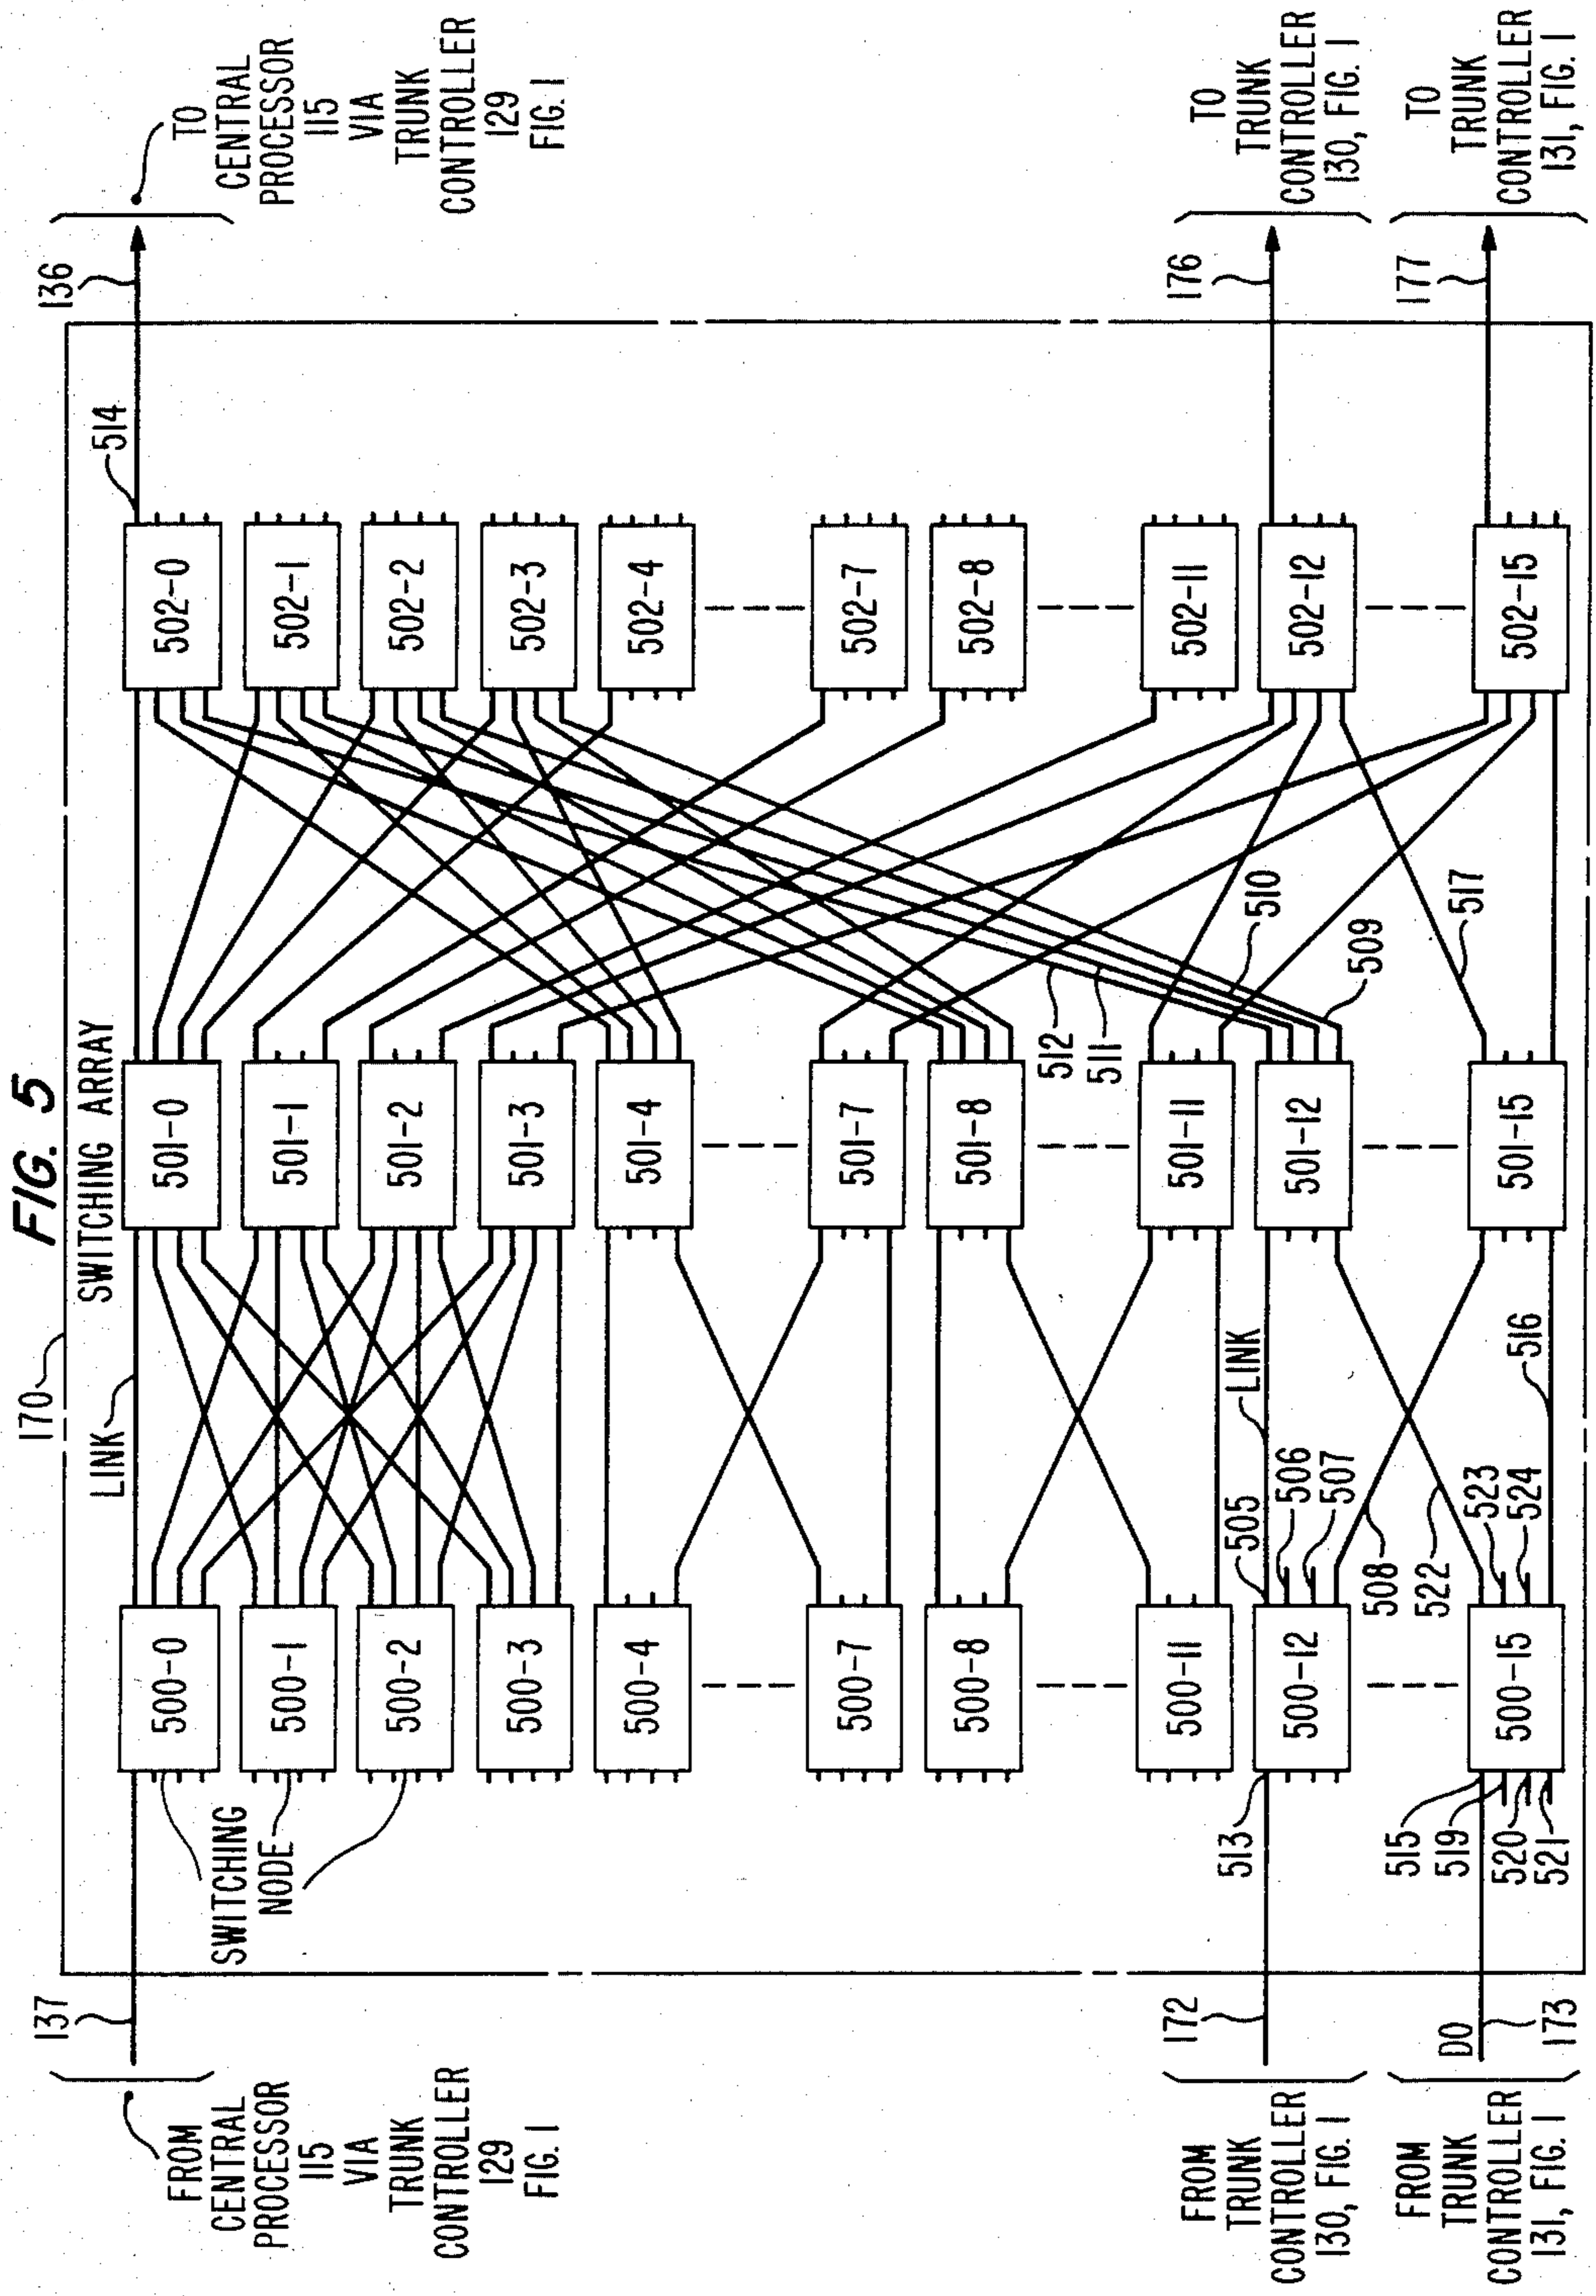 FIG. 5
170
SWITCHING ARRAY
137
FROM
CENTRAL
PROCESSOR
115
VIA
TRUNK
CONTROLLER
129
FIG. 1
SWITCHING
NODE
LINK
136
TO
CENTRAL
PROCESSOR
115
VIA
TRUNK
CONTROLLER
129
FIG. 1
514
500-0
501-0
502-0
500-1
501-1
502-1
500-2
501-2
502-2
500-3
501-3
502-3
500-4
501-4
502-4
500-7
501-7
502-7
500-8
501-8
502-8
500-11
501-11
502-11
500-12
501-12
502-12
500-15
501-15
502-15
512
511
510
509
517
505
LINK
506
507
508
522
523
524
516
513
515
519
520
521
172
FROM
TRUNK
CONTROLLER
130, FIG. 1
D0
173
FROM
TRUNK
CONTROLLER
131, FIG. 1
176
TO
TRUNK
CONTROLLER
130, FIG. 1
177
TO
TRUNK
CONTROLLER
131, FIG. 1